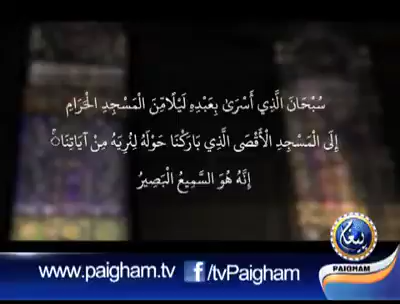 سُبْحَانَ الَّذِي أَسْرَىٰ بِعَبْدِهِ لَيْلًا مِّنَ الْمَسْجِدِ الْحَرَامِ
إِلَى الْمَسْجِدِ الْأَقْصَى الَّذِي بَارَكْنَا حَوْلَهُ لِنُرِيَهُ مِنْ آيَاتِنَا ۚ
إِنَّهُ هُوَ السَّمِيعُ الْبَصِيرُ
پیغام
PAIGHAM
www.paigham.tv f /tvPaigham